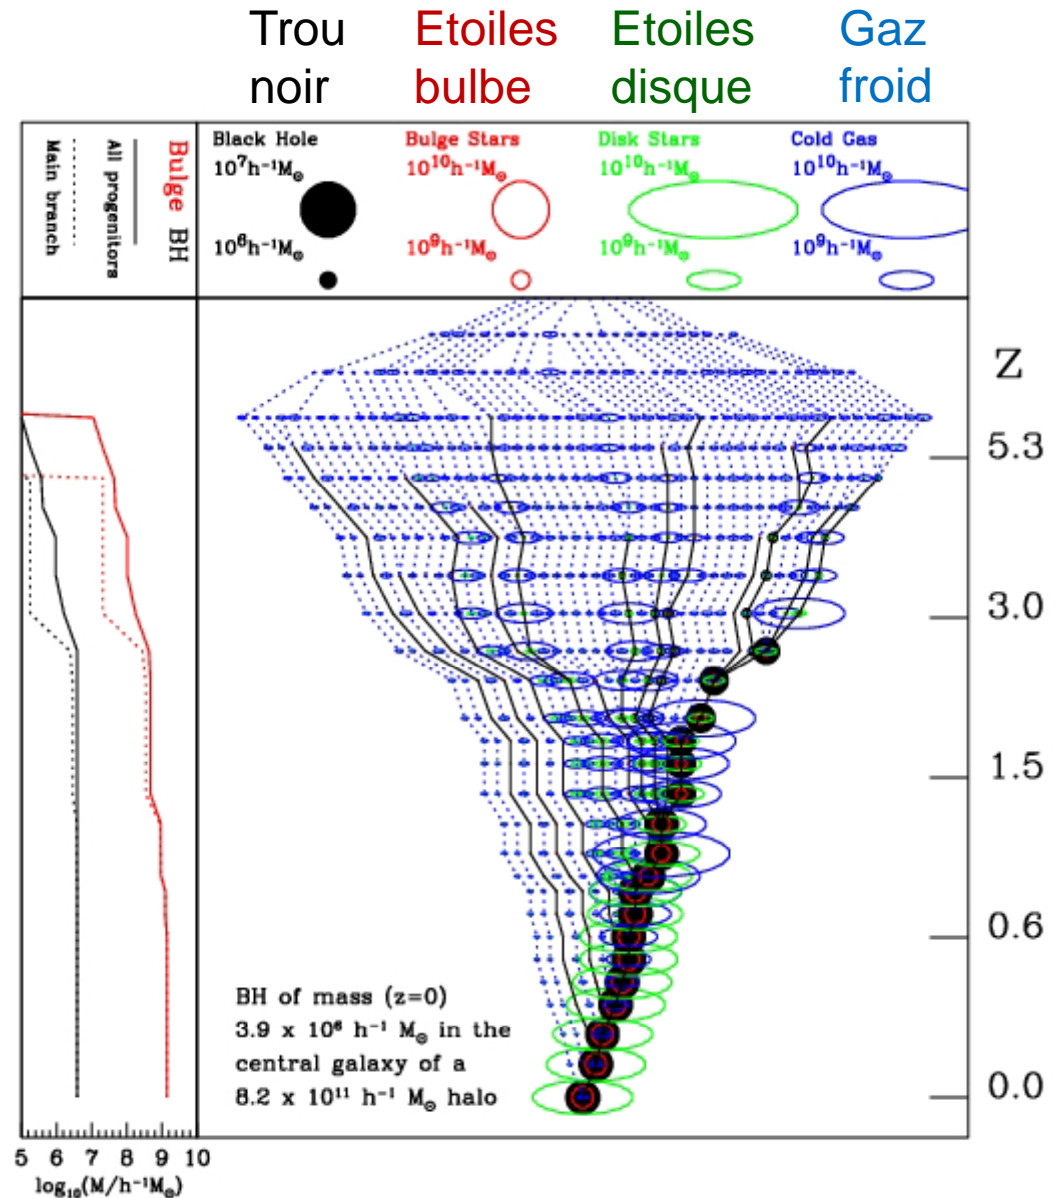 Trou Etoiles Etoiles Gaz
noir bulbe disque froid
Bulge BH
All progenitors
Main branch
Black Hole Bulge Stars Disk Stars Cold Gas
10⁷h⁻¹M⊙ 10¹⁰h⁻¹M⊙ 10¹⁰h⁻¹M⊙ 10¹⁰h⁻¹M⊙
10⁶h⁻¹M⊙ 10⁹h⁻¹M⊙ 10⁹h⁻¹M⊙ 10⁹h⁻¹M⊙
Z
5.3
3.0
1.5
0.6
0.0
BH of mass (z=0)
3.9 x 10⁶ h⁻¹ M⊙ in the
central galaxy of a
8.2 x 10¹¹ h⁻¹ M⊙ halo
5 6 7 8 9 10
log₁₀(M/h⁻¹M⊙)